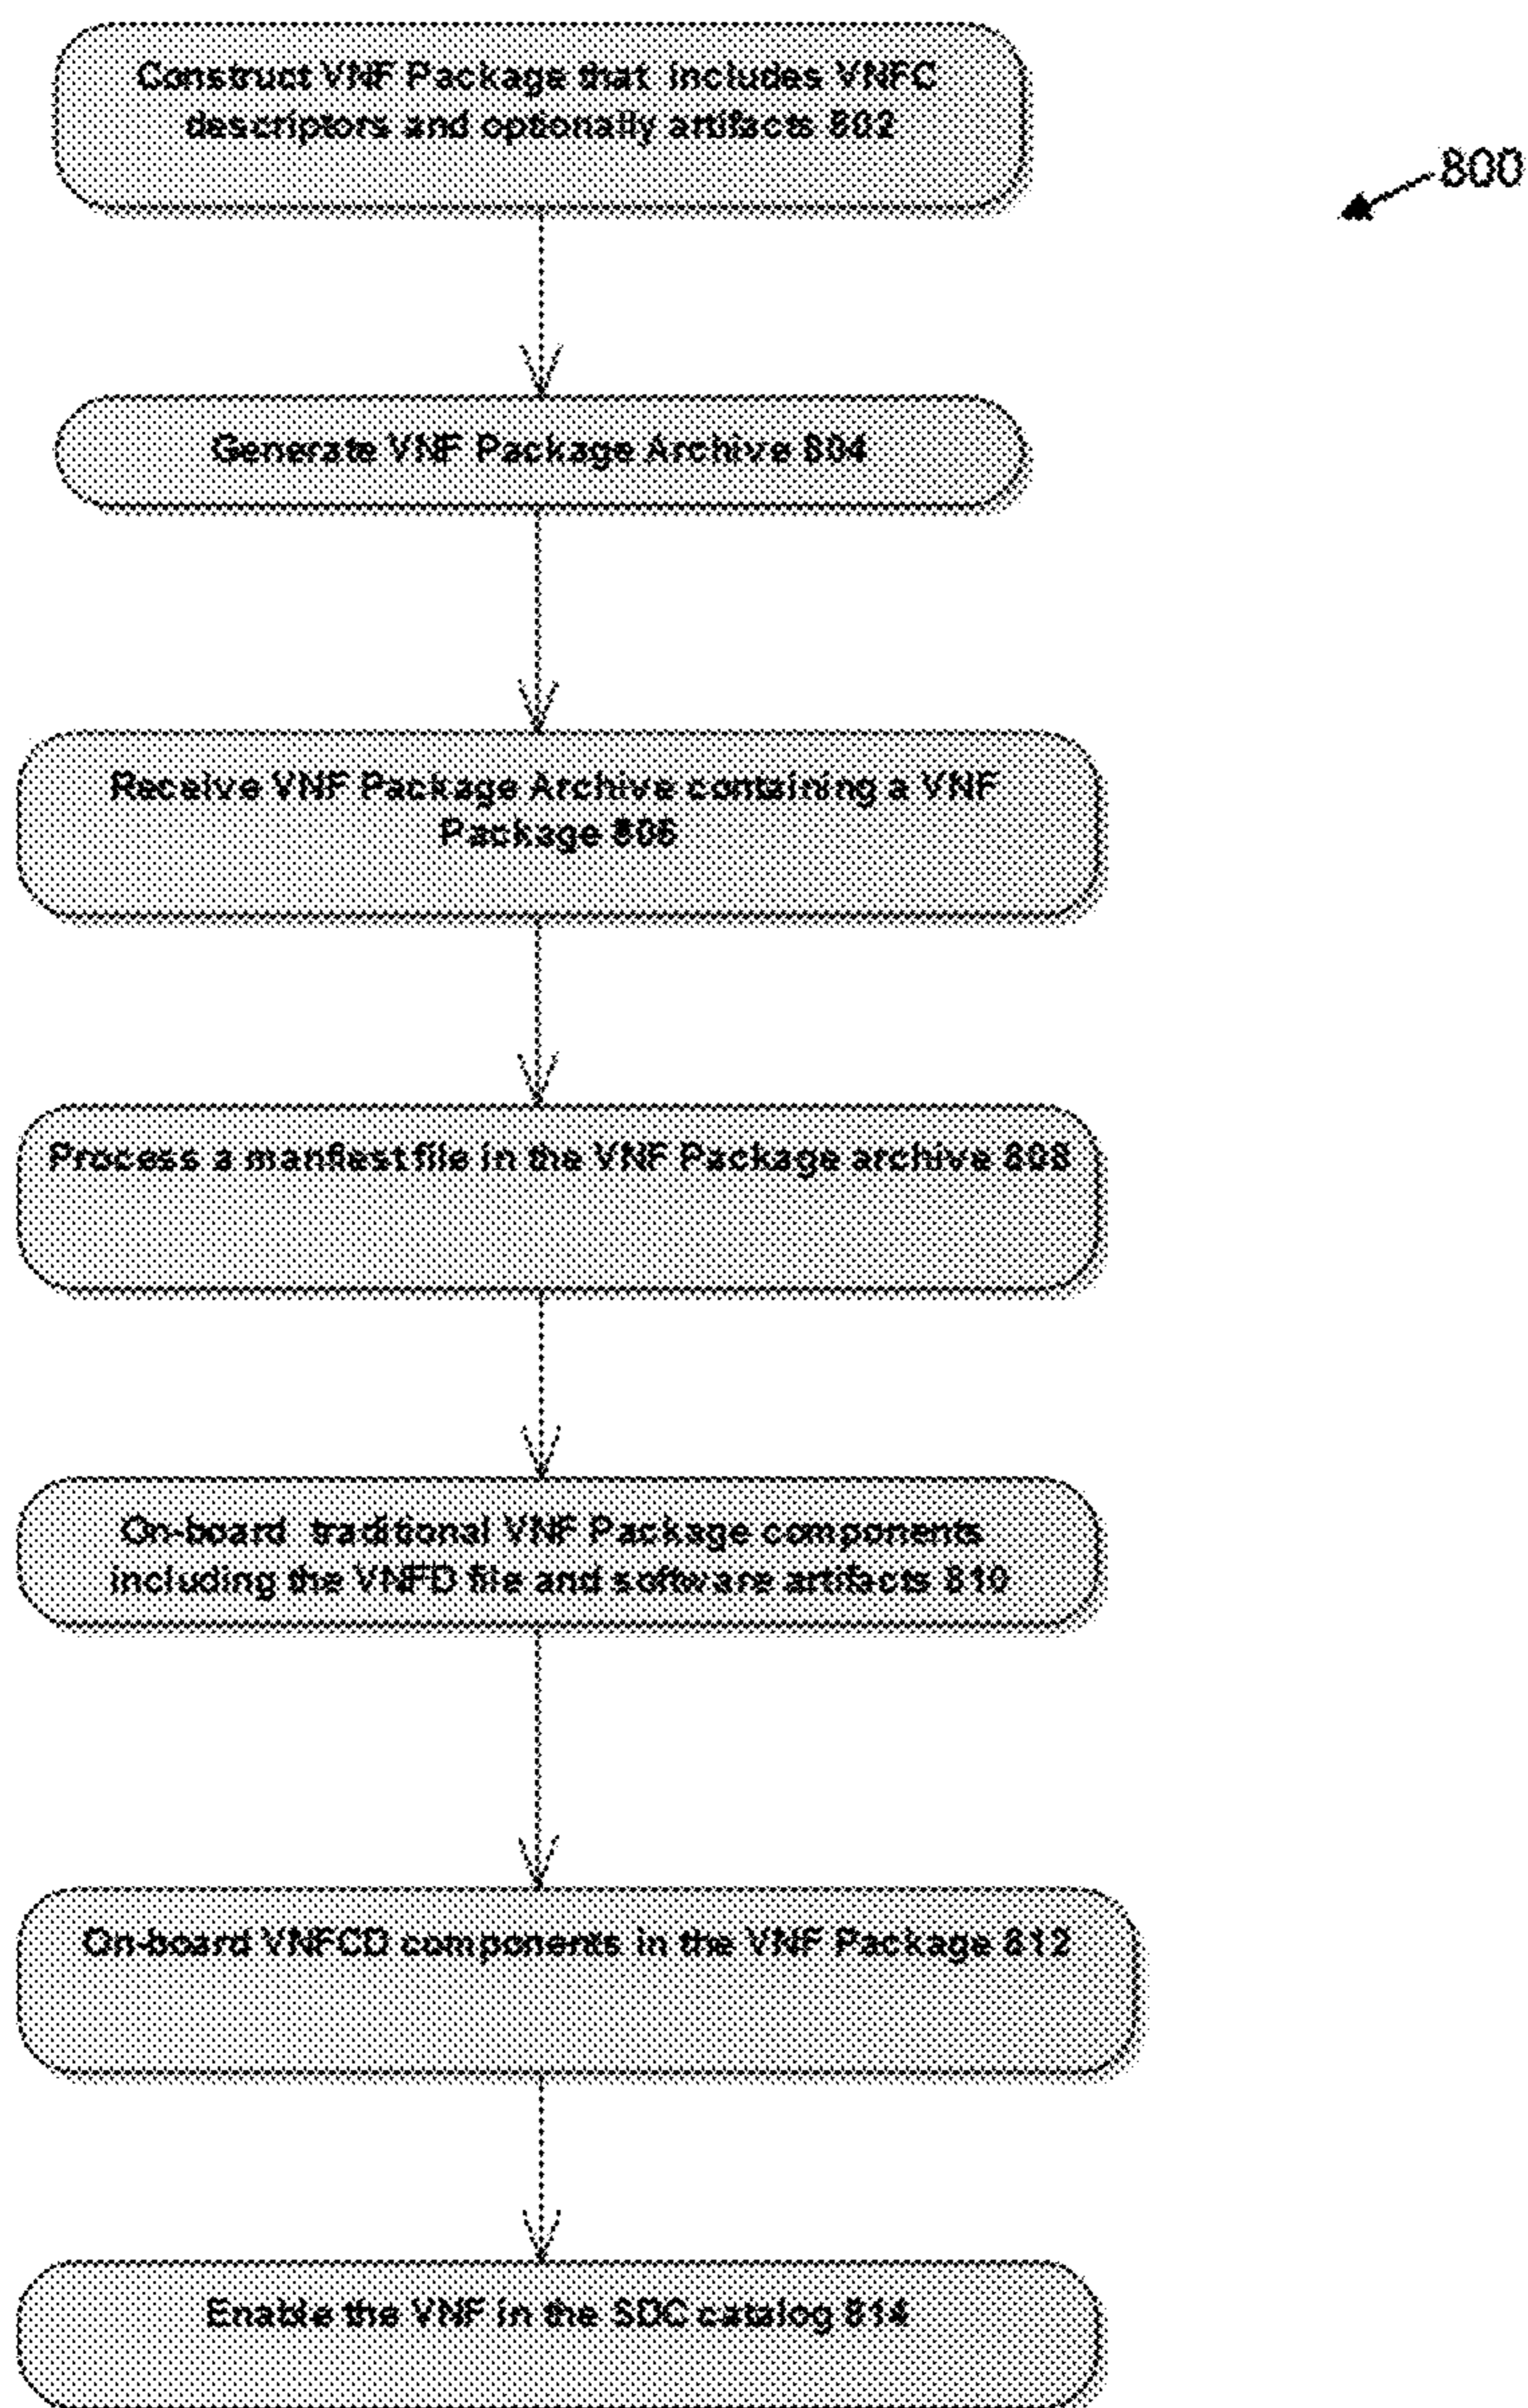 Construct VNF Package that includes VNFC
descriptors and optionally artifacts 802
800
Generate VNF Package Archive 804
Receive VNF Package Archive containing a VNF
Package 806
Process a manfiest file in the VNF Package archive 808
On-board traditional VNF Package components
including the VNFD file and software artifacts 810
On-board VNFCD components in the VNF Package 812
Enable the VNF in the SDC catalog 814